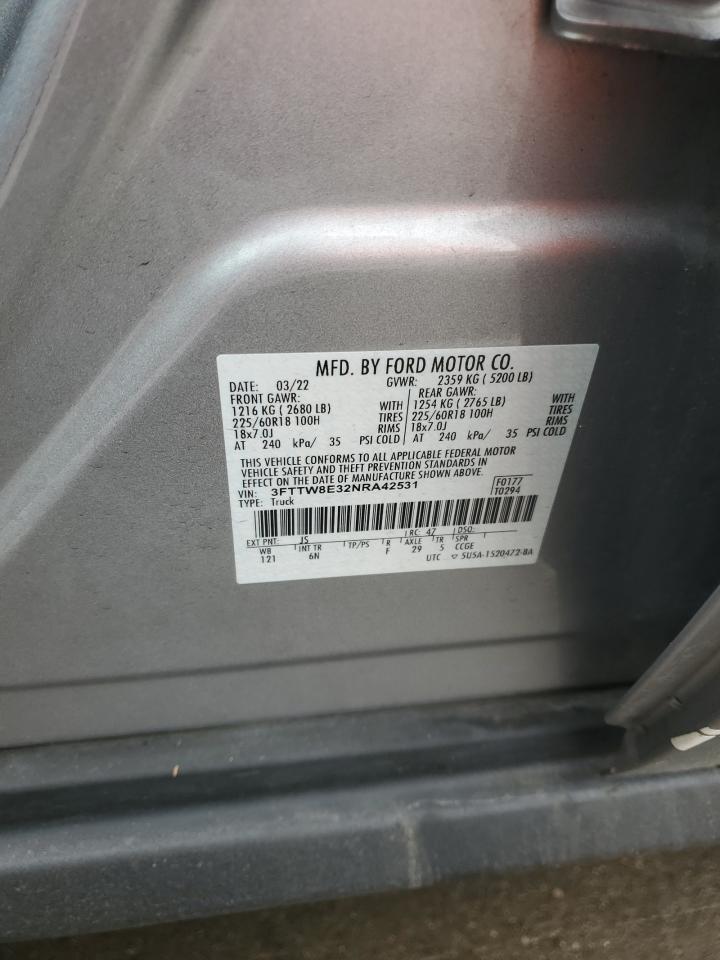 MFD. BY FORD MOTOR CO.
DATE: 03/22 GVWR: 2359 KG ( 5200 LB)
FRONT GAWR: REAR GAWR:
1216 KG ( 2680 LB) WITH 1254 KG ( 2765 LB) WITH
225/60R18 100H TIRES 225/60R18 100H TIRES
18x7.0J RIMS 18x7.0J RIMS
AT 240 kPa/ 35 PSI COLD AT 240 kPa/ 35 PSI COLD
THIS VEHICLE CONFORMS TO ALL APPLICABLE FEDERAL MOTOR
VEHICLE SAFETY AND THEFT PREVENTION STANDARDS IN
EFFECT ON THE DATE OF MANUFACTURE SHOWN ABOVE.
VIN: 3FTTW8E32NRA42531 F0177
TYPE: Truck T0294
EXT PNT: JS RC: 47 DSO:
WB INT TR TP/PS R AXLE TR SPR
121 6N F 29 5 CCGE
UTC ▽ 5U5A-1520472-BA